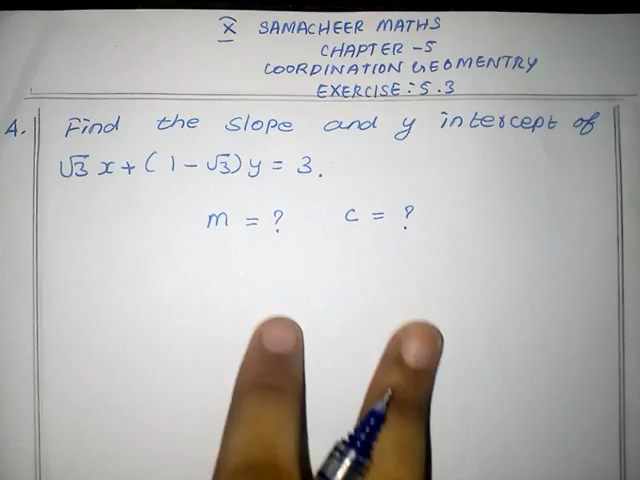 X SAMACHEER MATHS
CHAPTER -5
COORDINATION GEOMENTRY
EXERCISE: 5.3
4. Find the slope and y intercept of
√3 x + (1 - √3) y = 3.
m = ? c = ?